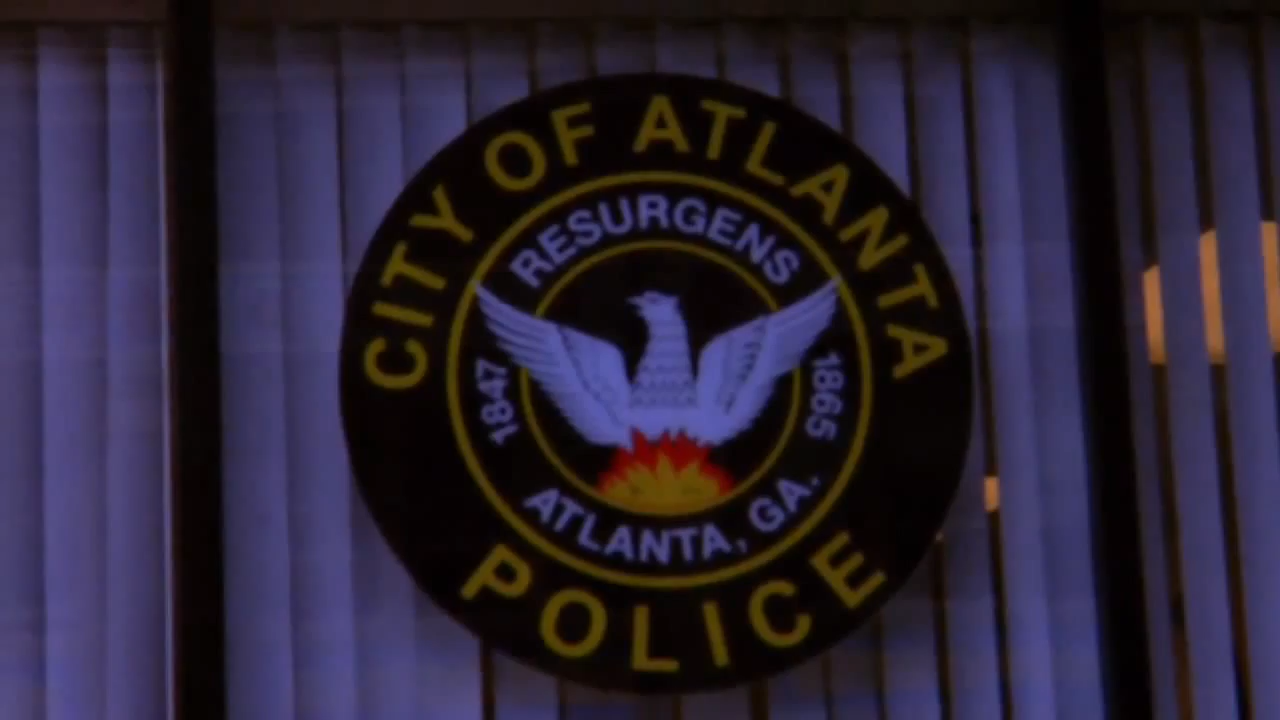 CITY OF ATLANTA
RESURGENS
1847
1865
ATLANTA, GA.
POLICE